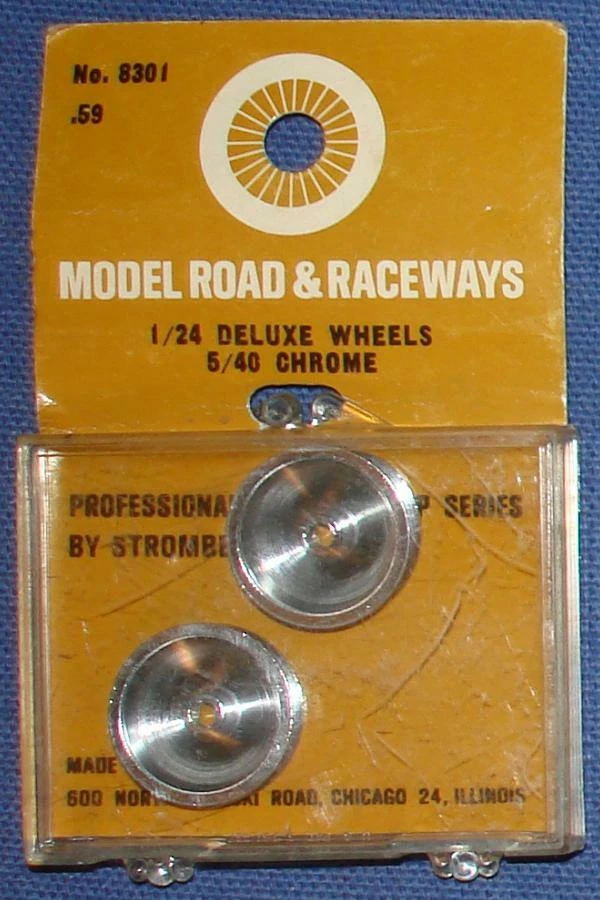 No. 8301
.59
MODEL ROAD & RACEWAYS
1/24 DELUXE WHEELS
5/40 CHROME
PROFESSIONAL P SERIES
BY STROMBE
MADE
600 NOR KI ROAD, CHICAGO 24, ILLINOIS